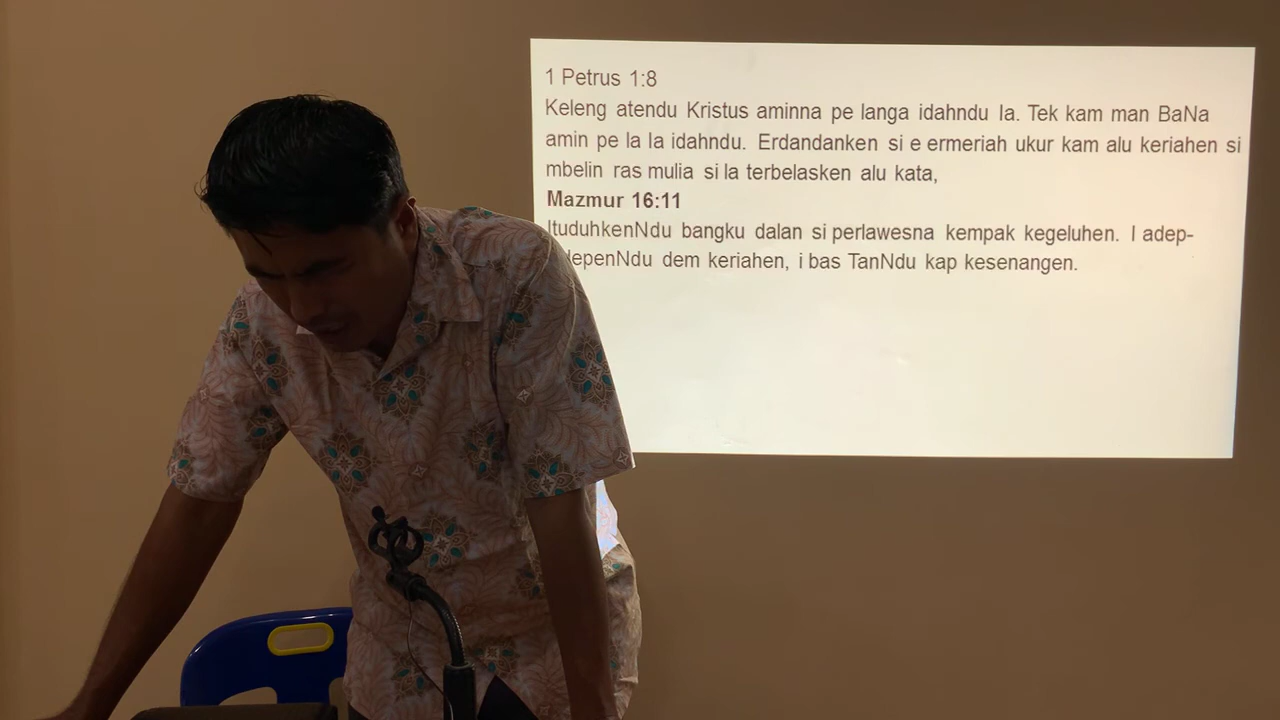 1 Petrus 1:8
Keleng atendu Kristus aminna pe langa idahndu Ia. Tek kam man BaNa
amin pe la Ia idahndu. Erdandanken si e ermeriah ukur kam alu keriahen si
mbelin ras mulia si la terbelasken alu kata,
Mazmur 16:11
ItuduhkenNdu bangku dalan si perlawesna kempak kegeluhen. I adep-
depenNdu dem keriahen, i bas TanNdu kap kesenangen.